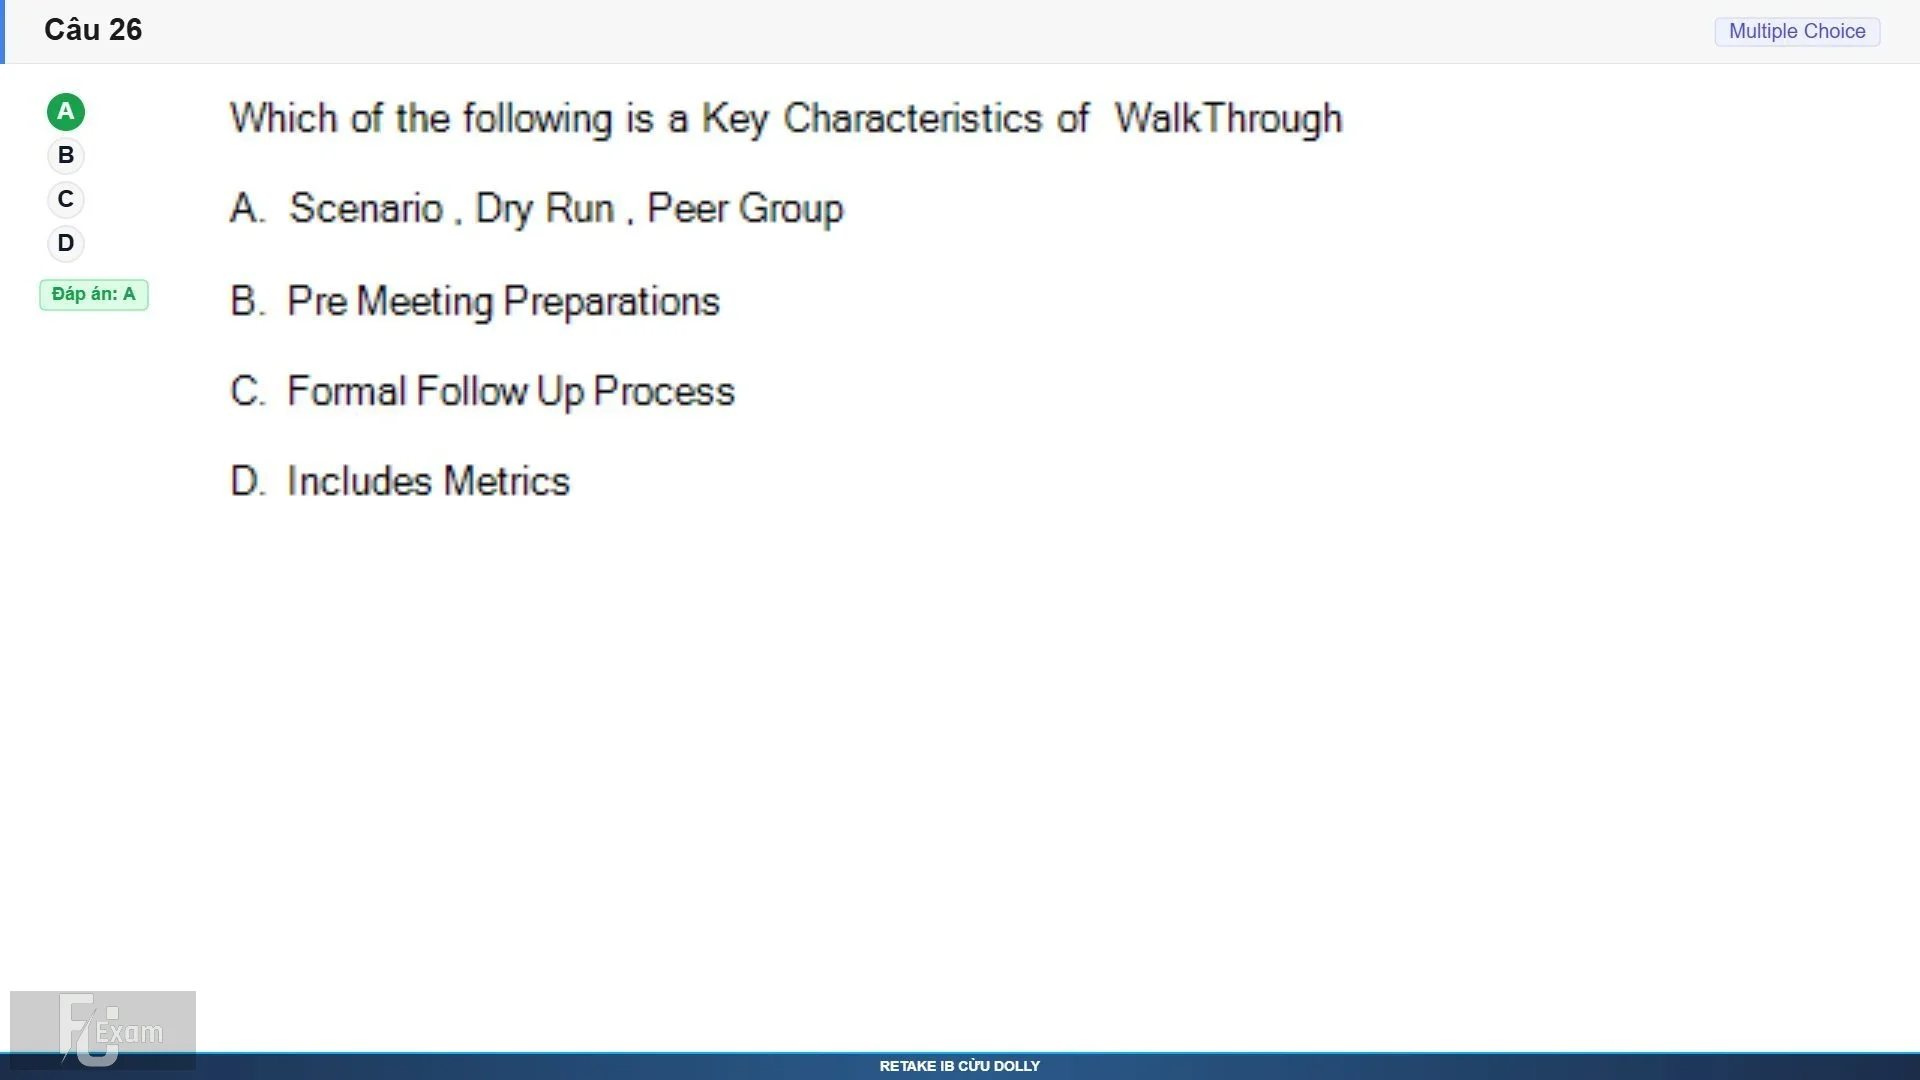 Câu 26
Multiple Choice
A
B
C
D
Đáp án: A
Which of the following is a Key Characteristics of WalkThrough
A. Scenario , Dry Run , Peer Group
B. Pre Meeting Preparations
C. Formal Follow Up Process
D. Includes Metrics
Exam
RETAKE IB CỪU DOLLY